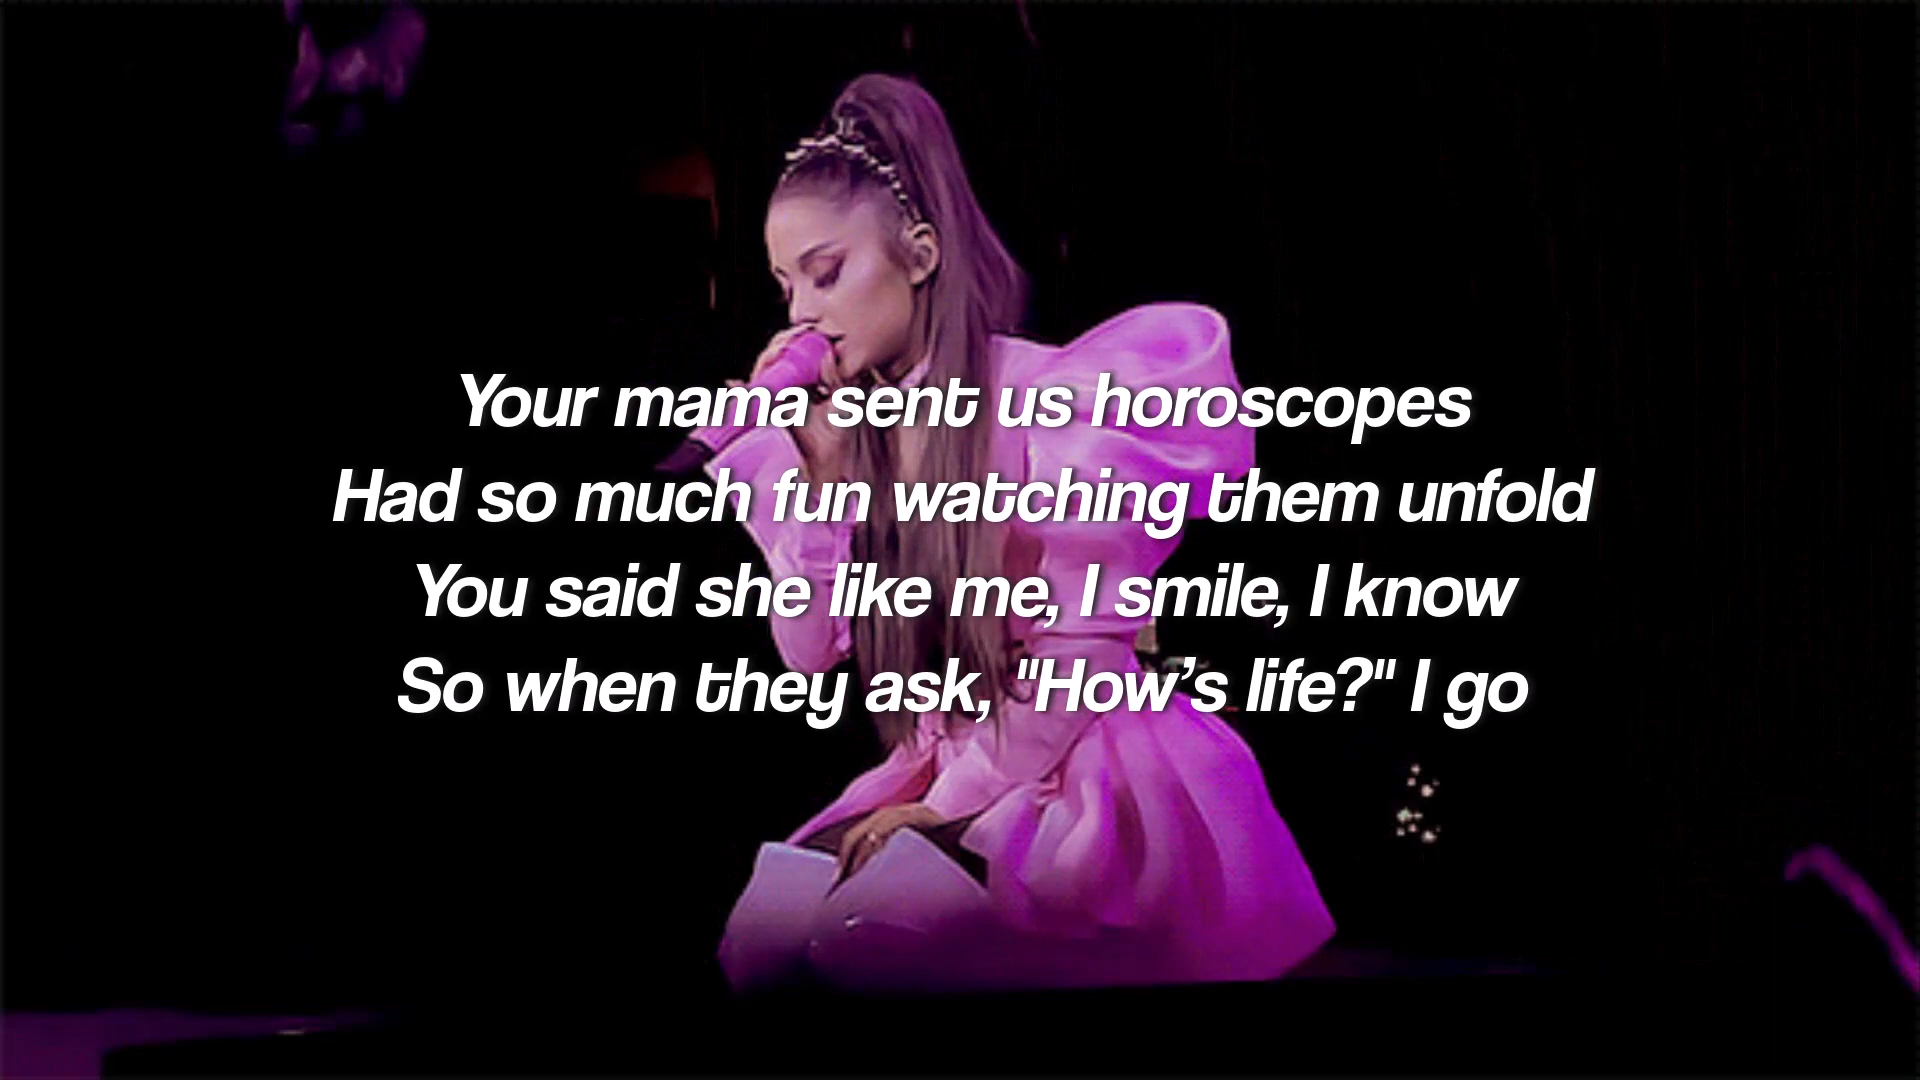 Your mama sent us horoscopes
Had so much fun watching them unfold
You said she like me, I smile, I know
So when they ask, "How’s life?" I go